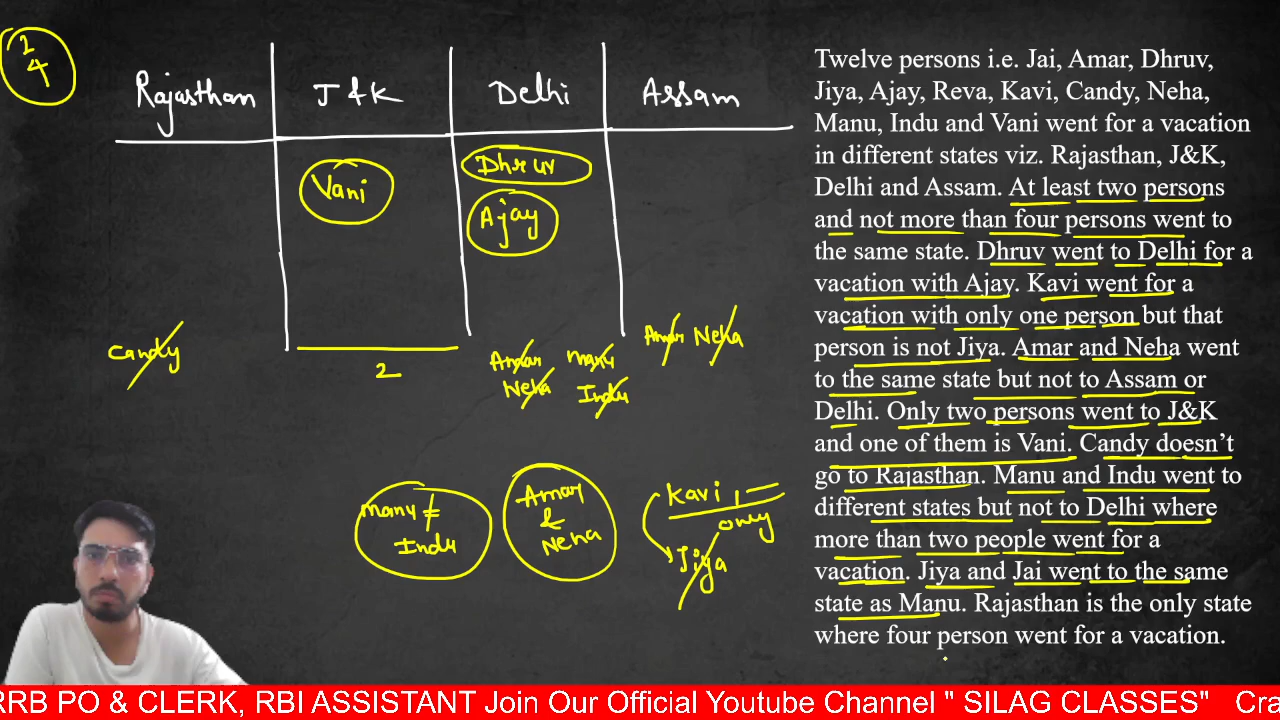 1
4
Rajasthan J&K Delhi Assam
Vani
Dhruv
Ajay
Candy
2
Amar Manu
Neha Indu
Amar Neha
Manu ≠
Indu
Amar
&
Neha
Kavi,
only
Jiya
Twelve persons i.e. Jai, Amar, Dhruv,
Jiya, Ajay, Reva, Kavi, Candy, Neha,
Manu, Indu and Vani went for a vacation
in different states viz. Rajasthan, J&K,
Delhi and Assam. At least two persons
and not more than four persons went to
the same state. Dhruv went to Delhi for a
vacation with Ajay. Kavi went for a
vacation with only one person but that
person is not Jiya. Amar and Neha went
to the same state but not to Assam or
Delhi. Only two persons went to J&K
and one of them is Vani. Candy doesn't
go to Rajasthan. Manu and Indu went to
different states but not to Delhi where
more than two people went for a
vacation. Jiya and Jai went to the same
state as Manu. Rajasthan is the only state
where four person went for a vacation.
RRB PO & CLERK, RBI ASSISTANT Join Our Official Youtube Channel " SILAG CLASSES" Cra